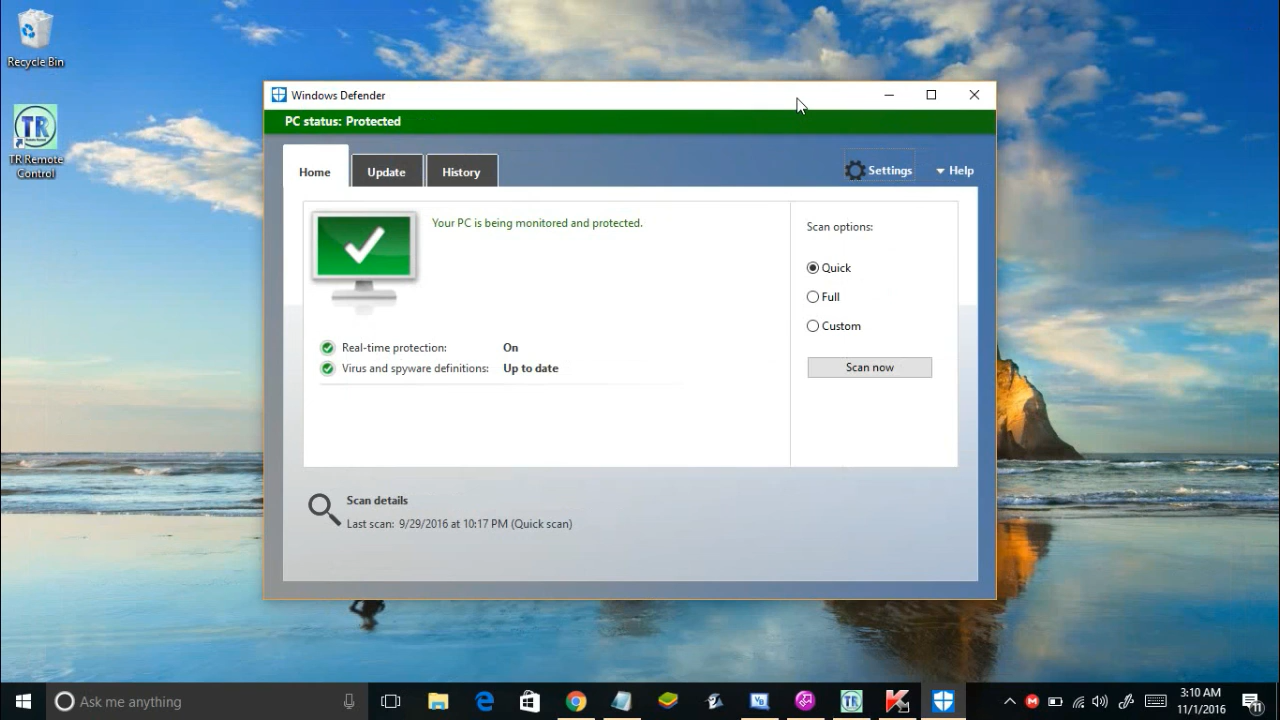 Recycle Bin
TR
TR Remote
Control
Windows Defender
PC status: Protected
Home
Update
History
Settings
Help
Your PC is being monitored and protected.
Real-time protection: On
Virus and spyware definitions: Up to date
Scan options:
Quick
Full
Custom
Scan now
Scan details
Last scan: 9/29/2016 at 10:17 PM (Quick scan)
Ask me anything
VB
TR
K
M
3:10 AM
11/1/2016
11